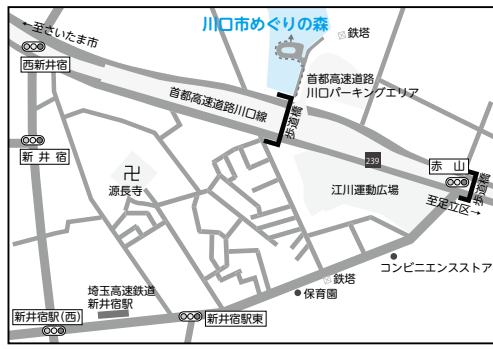 川口市めぐりの森
←至さいたま市
鉄塔
西新井宿
首都高速道路
川口パーキングエリア
首都高速道路川口線
歩道橋
新井宿
239
赤山
卍
源長寺
江川運動広場
歩道橋
至足立区→
コンビニエンスストア
鉄塔
保育園
埼玉高速鉄道
新井宿駅
新井宿駅(西)
新井宿駅東